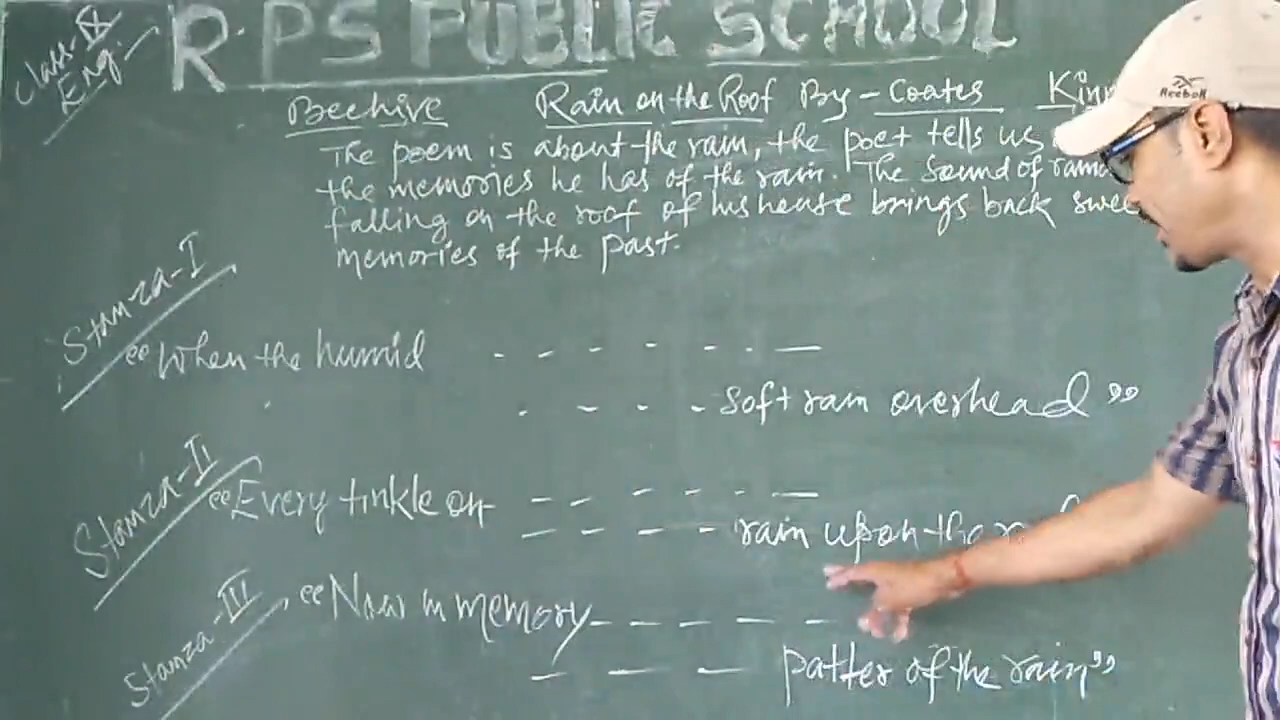 Class-IX
Eng.
R.P S PUBLIC SCHOOL
Beehive Rain on the Roof By - Coates
The poem is about the rain, the poet tells us
the memories he has of the rain. The Sound of
falling on the roof of his house brings back
memories of the past.
Stanza-I
"When the humid - - - - - - —
- - - - Soft rain overhead"
Stanza-II
"Every tinkle on - - - - - —
- - - - rain upon the
Stanza-III
"Now in memory - - - - - -
- - - patter of the rain"
Reebok